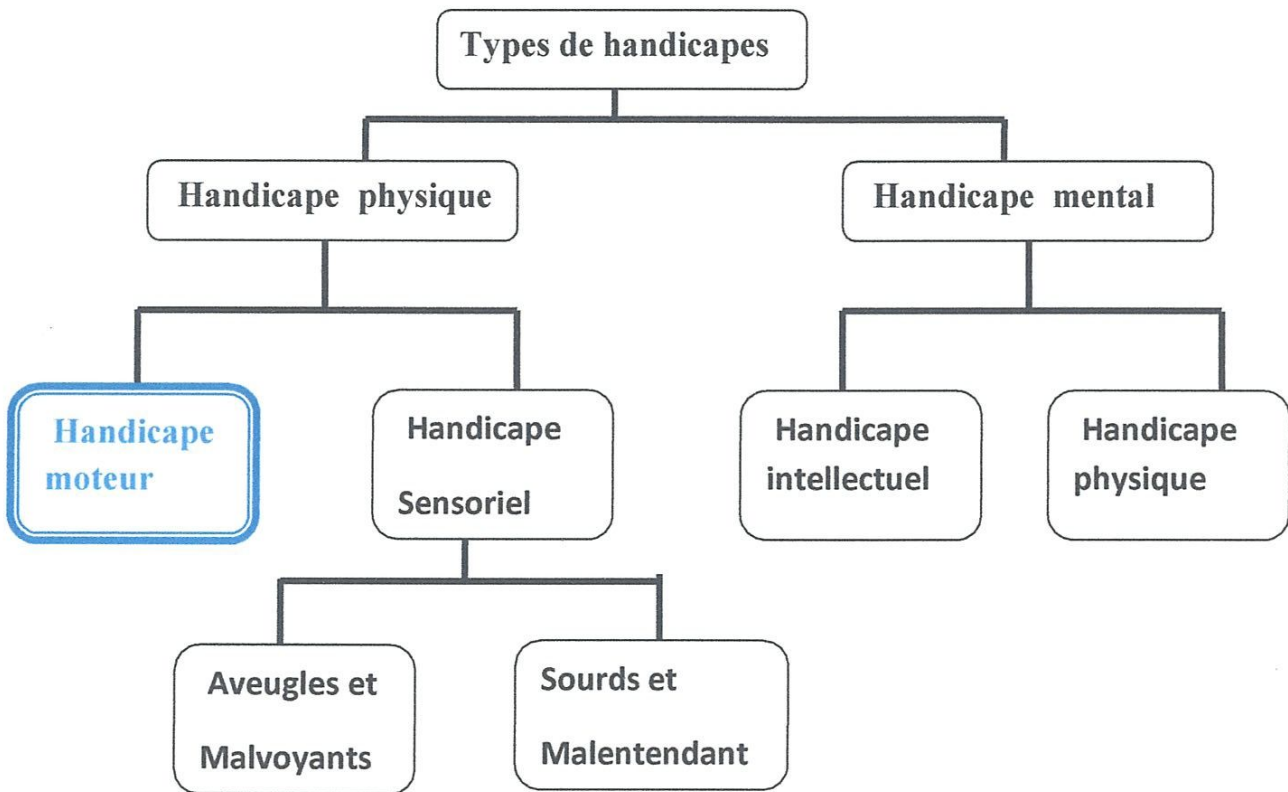 Types de handicapes
Handicape physique
Handicape mental
Handicape
moteur
Handicape
Sensoriel
Handicape
intellectuel
Handicape
physique
Aveugles et
Malvoyants
Sourds et
Malentendant